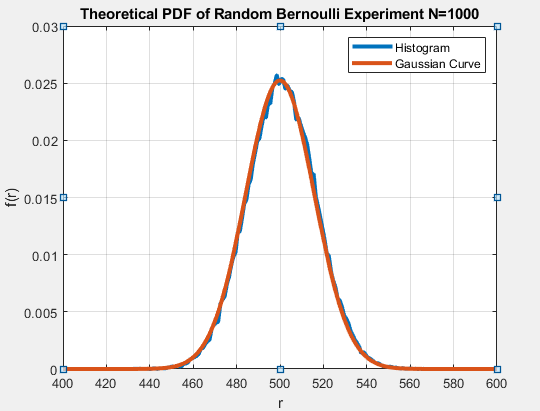 Theoretical PDF of Random Bernoulli Experiment N=1000
Histogram
Gaussian Curve
0.03
0.025
0.02
0.015
0.01
0.005
0
f(r)
400 420 440 460 480 500 520 540 560 580 600
r